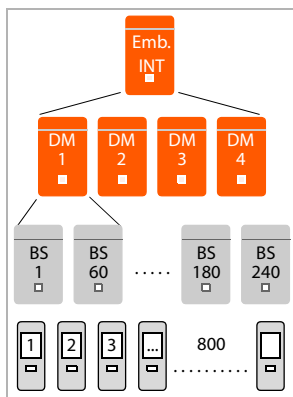 Emb.
INT
DM DM DM DM
1 2 3 4
BS BS BS BS
1 60 ..... 180 240
1 2 3 ... 800
..........